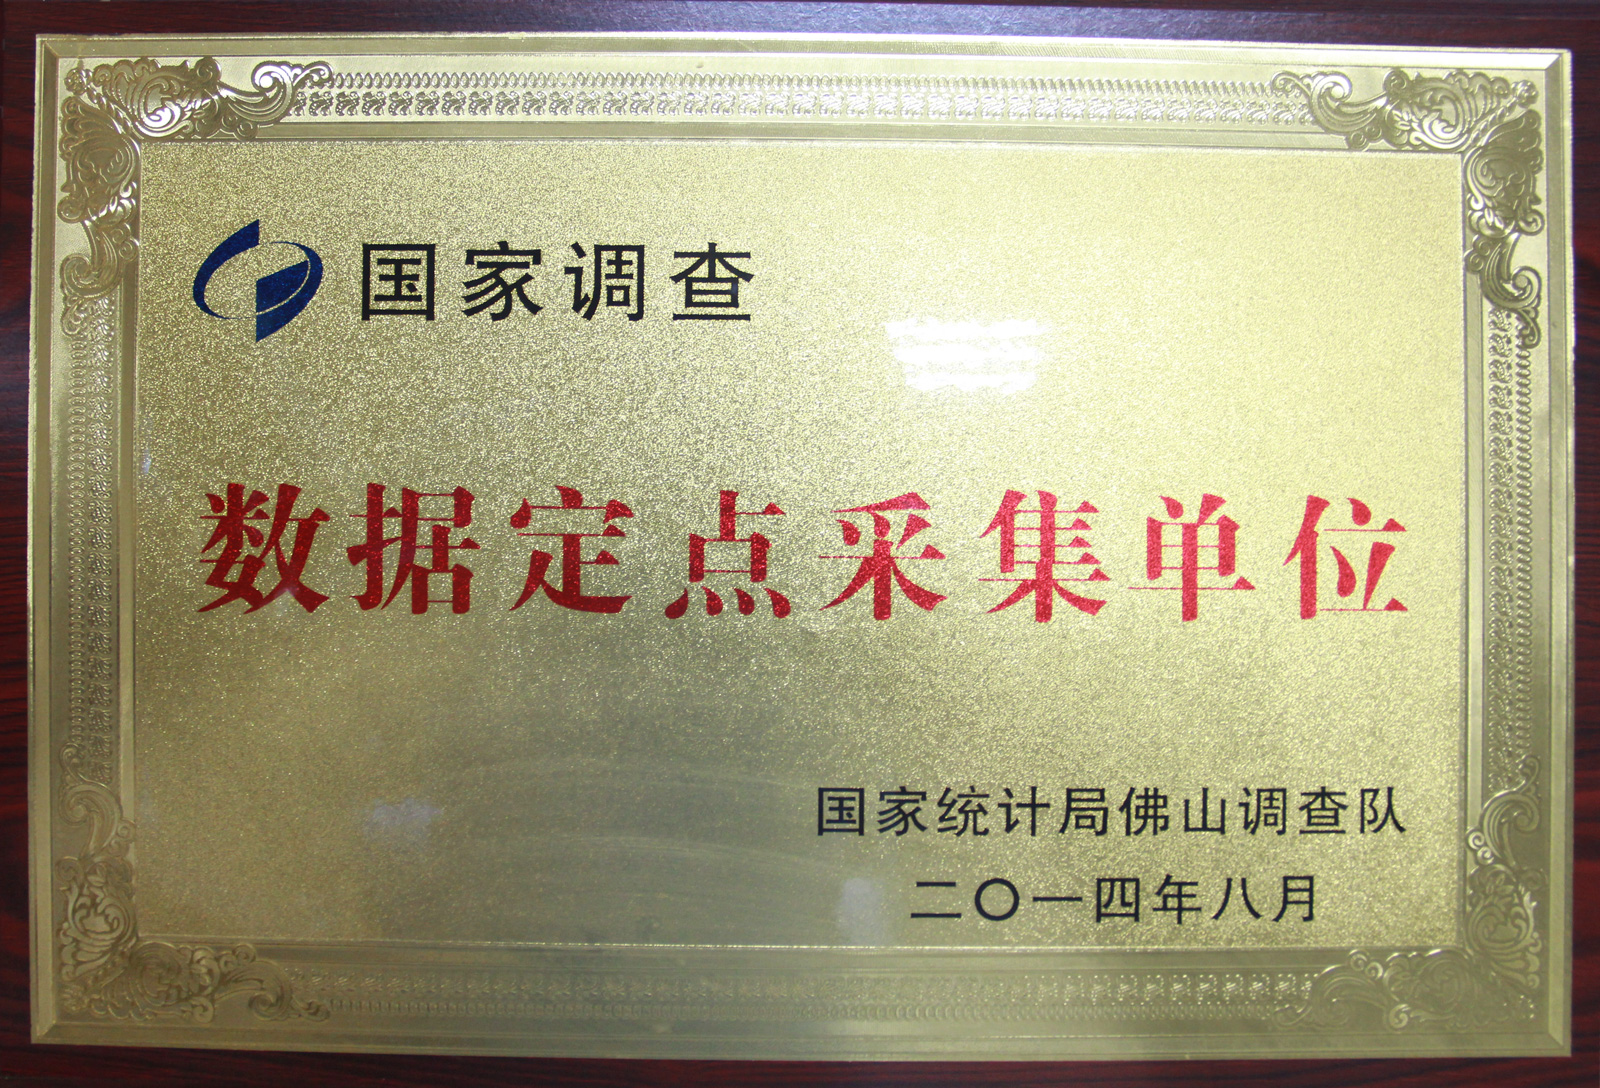 国家调查
数据定点采集单位
国家统计局佛山调查队
二〇一四年八月